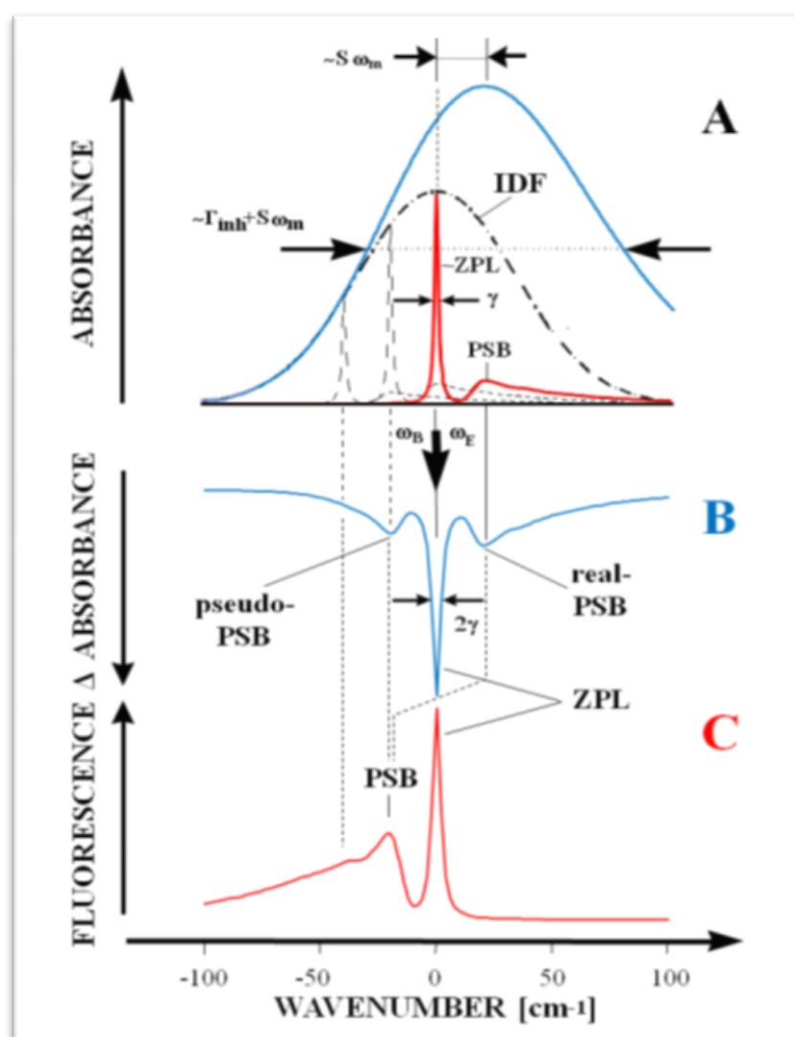 ~S ωm
A
ABSORBANCE
IDF
~Γinh+Sωm
ZPL
γ
PSB
ωB ωE
B
Δ ABSORBANCE
pseudo-
PSB
real-
PSB
2γ
ZPL
C
FLUORESCENCE
PSB
-100 -50 0 50 100
WAVENUMBER [cm-1]